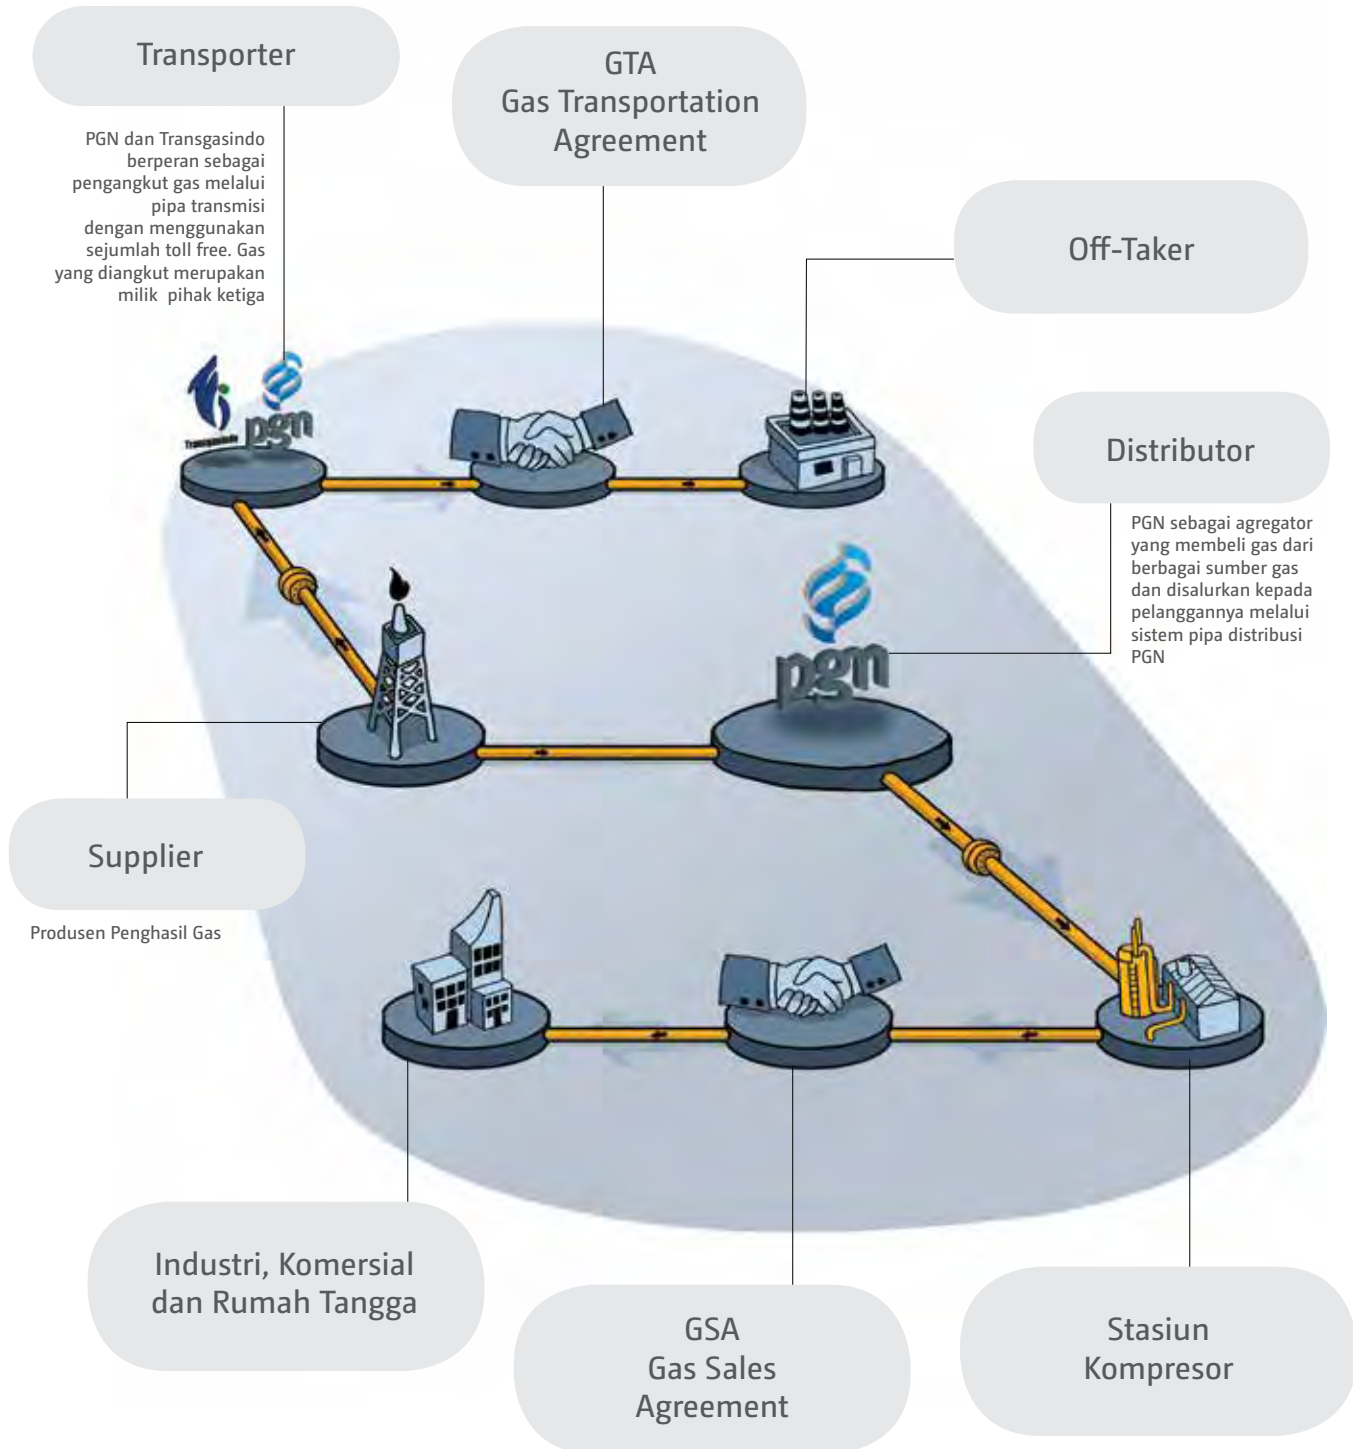 Transporter
PGN dan Transgasindo
berperan sebagai
pengangkut gas melalui
pipa transmisi
dengan menggunakan
sejumlah toll free. Gas
yang diangkut merupakan
milik pihak ketiga
GTA
Gas Transportation
Agreement
Off-Taker
Transgasindo
pgn
Distributor
PGN sebagai agregator
yang membeli gas dari
berbagai sumber gas
dan disalurkan kepada
pelanggannya melalui
sistem pipa distribusi
PGN
pgn
Supplier
Produsen Penghasil Gas
Industri, Komersial
dan Rumah Tangga
GSA
Gas Sales
Agreement
Stasiun
Kompresor